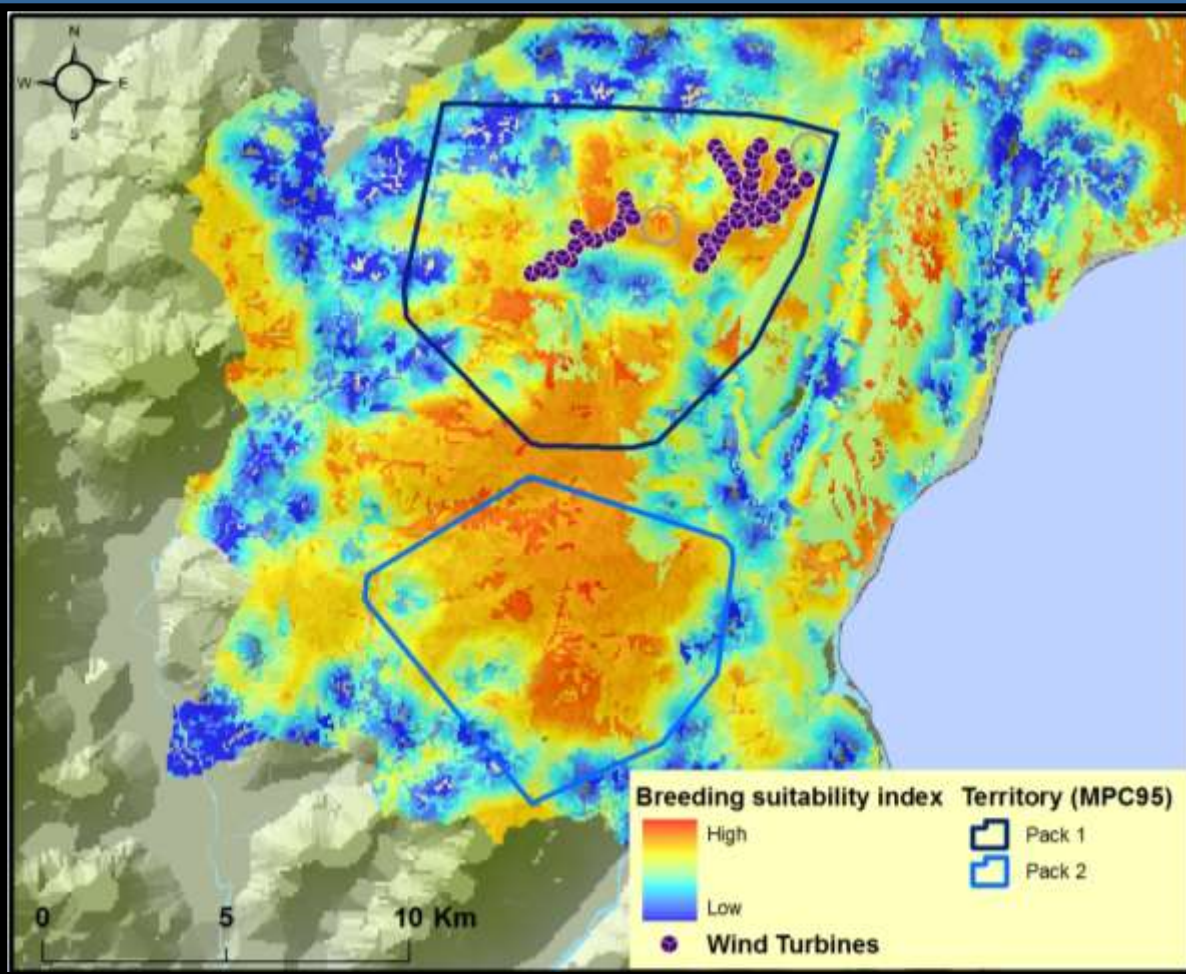 N
W E
S
Breeding suitability index Territory (MPC95)
High Pack 1
Pack 2
Low
Wind Turbines
0 5 10 Km